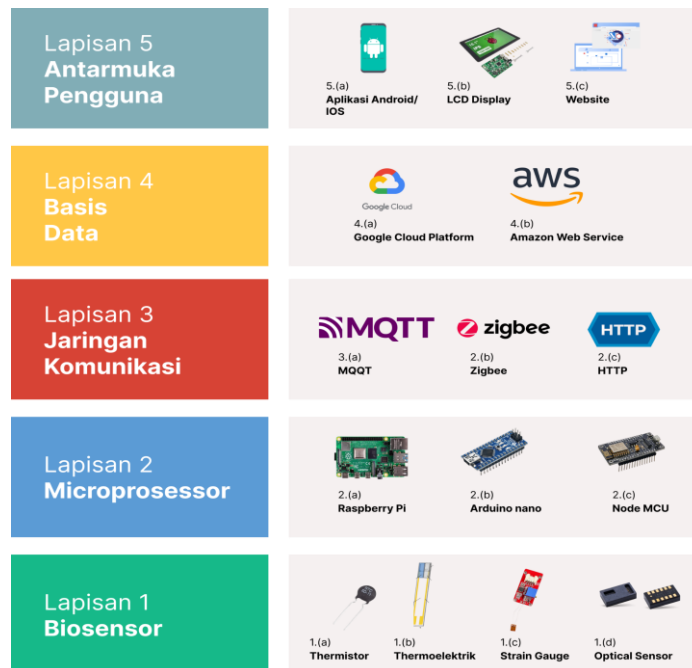 Lapisan 5
Antarmuka
Pengguna
5.(a)
Aplikasi Android/
IOS
5.(b)
LCD Display
5.(c)
Website
Lapisan 4
Basis
Data
Google Cloud
4.(a)
Google Cloud Platform
aws
4.(b)
Amazon Web Service
Lapisan 3
Jaringan
Komunikasi
MQTT
3.(a)
MQQT
zigbee
2.(b)
Zigbee
HTTP
2.(c)
HTTP
Lapisan 2
Microprosessor
2.(a)
Raspberry Pi
2.(b)
Arduino nano
2.(c)
Node MCU
Lapisan 1
Biosensor
1.(a)
Thermistor
1.(b)
Thermoelektrik
1.(c)
Strain Gauge
1.(d)
Optical Sensor